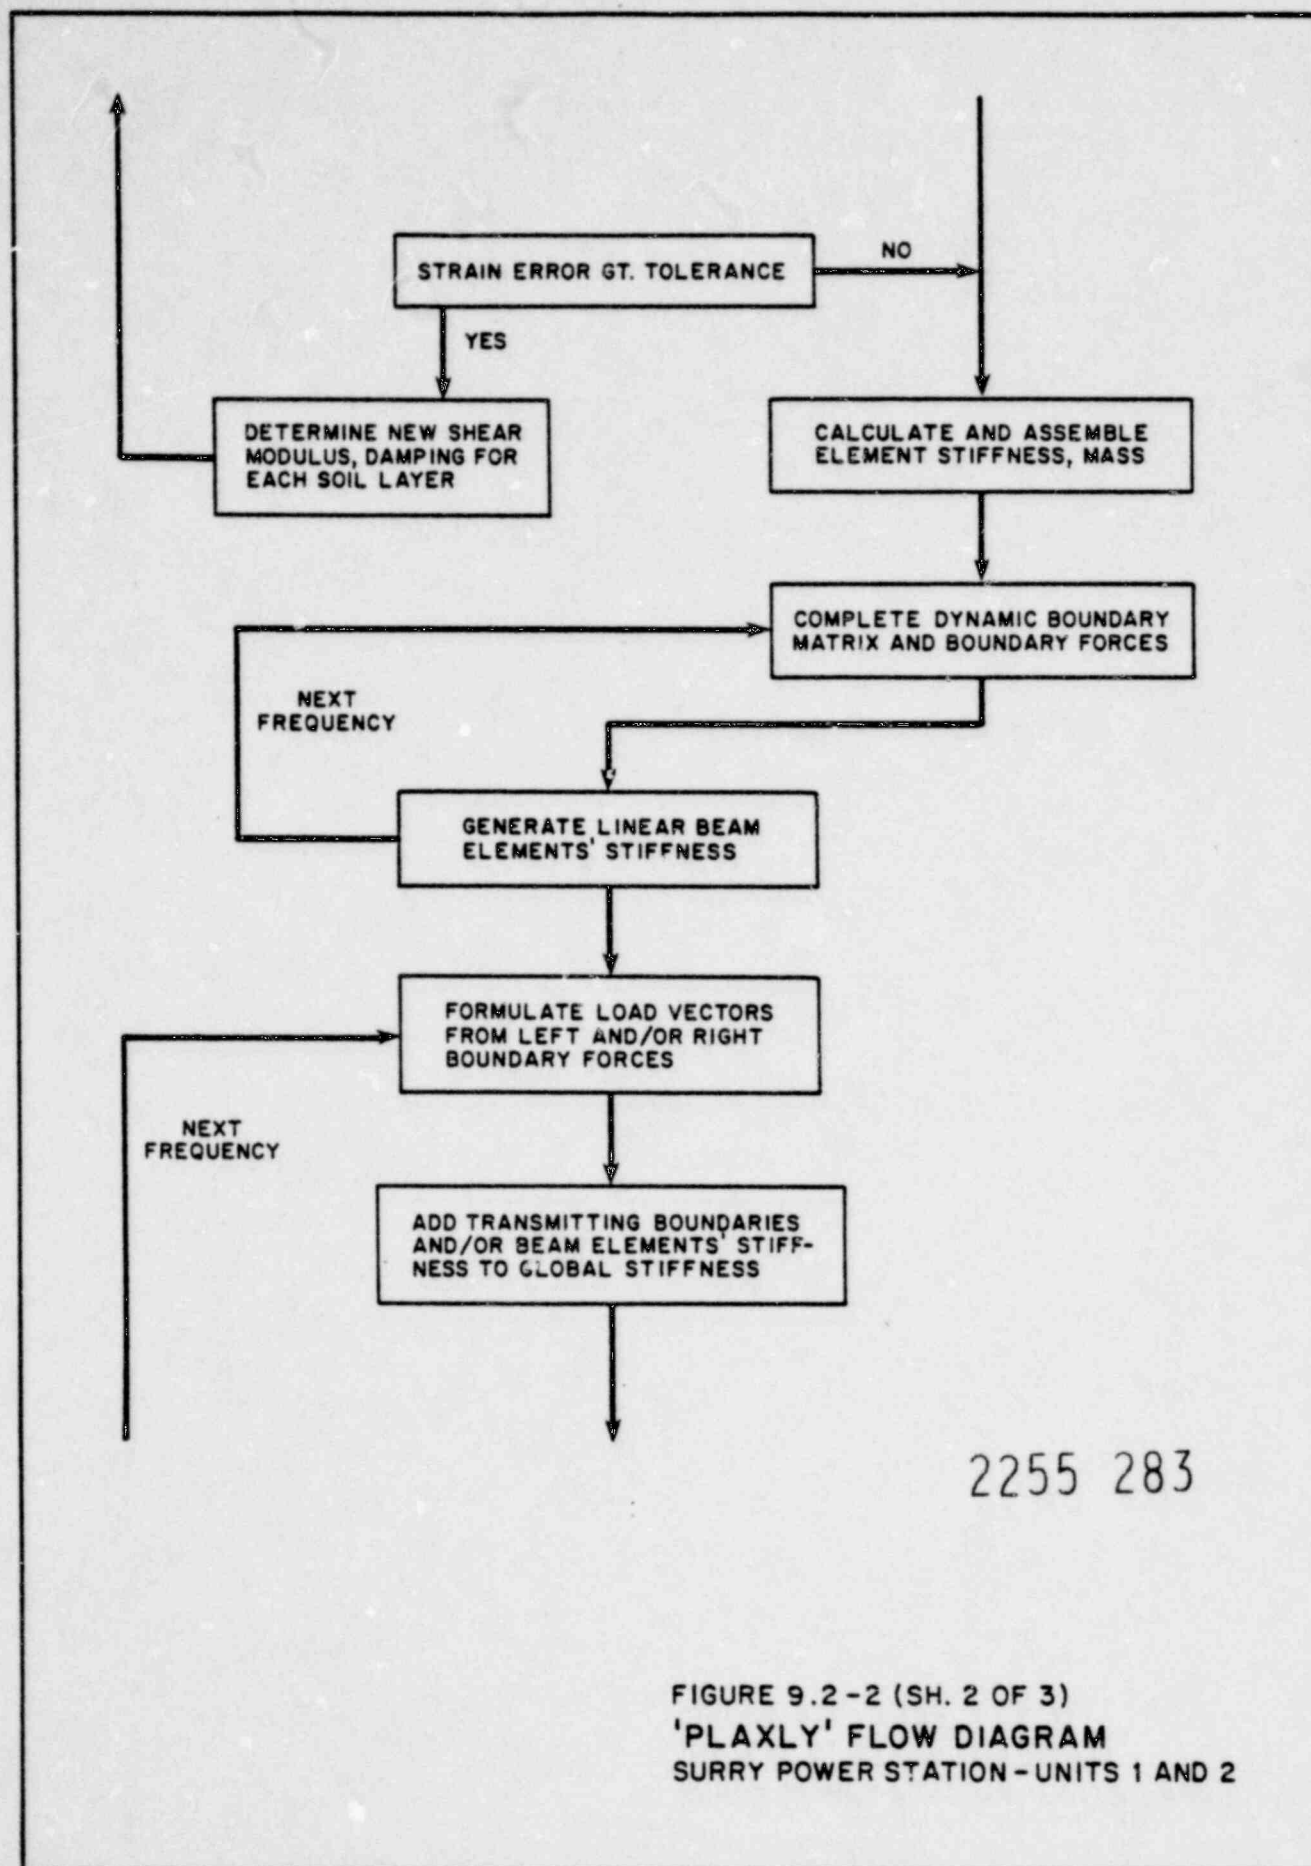 STRAIN ERROR GT. TOLERANCE
NO
YES
DETERMINE NEW SHEAR
MODULUS, DAMPING FOR
EACH SOIL LAYER
CALCULATE AND ASSEMBLE
ELEMENT STIFFNESS, MASS
COMPLETE DYNAMIC BOUNDARY
MATRIX AND BOUNDARY FORCES
NEXT
FREQUENCY
GENERATE LINEAR BEAM
ELEMENTS' STIFFNESS
FORMULATE LOAD VECTORS
FROM LEFT AND/OR RIGHT
BOUNDARY FORCES
NEXT
FREQUENCY
ADD TRANSMITTING BOUNDARIES
AND/OR BEAM ELEMENTS' STIFF-
NESS TO GLOBAL STIFFNESS
2255 283
FIGURE 9.2-2 (SH. 2 OF 3)
'PLAXLY' FLOW DIAGRAM
SURRY POWER STATION-UNITS 1 AND 2